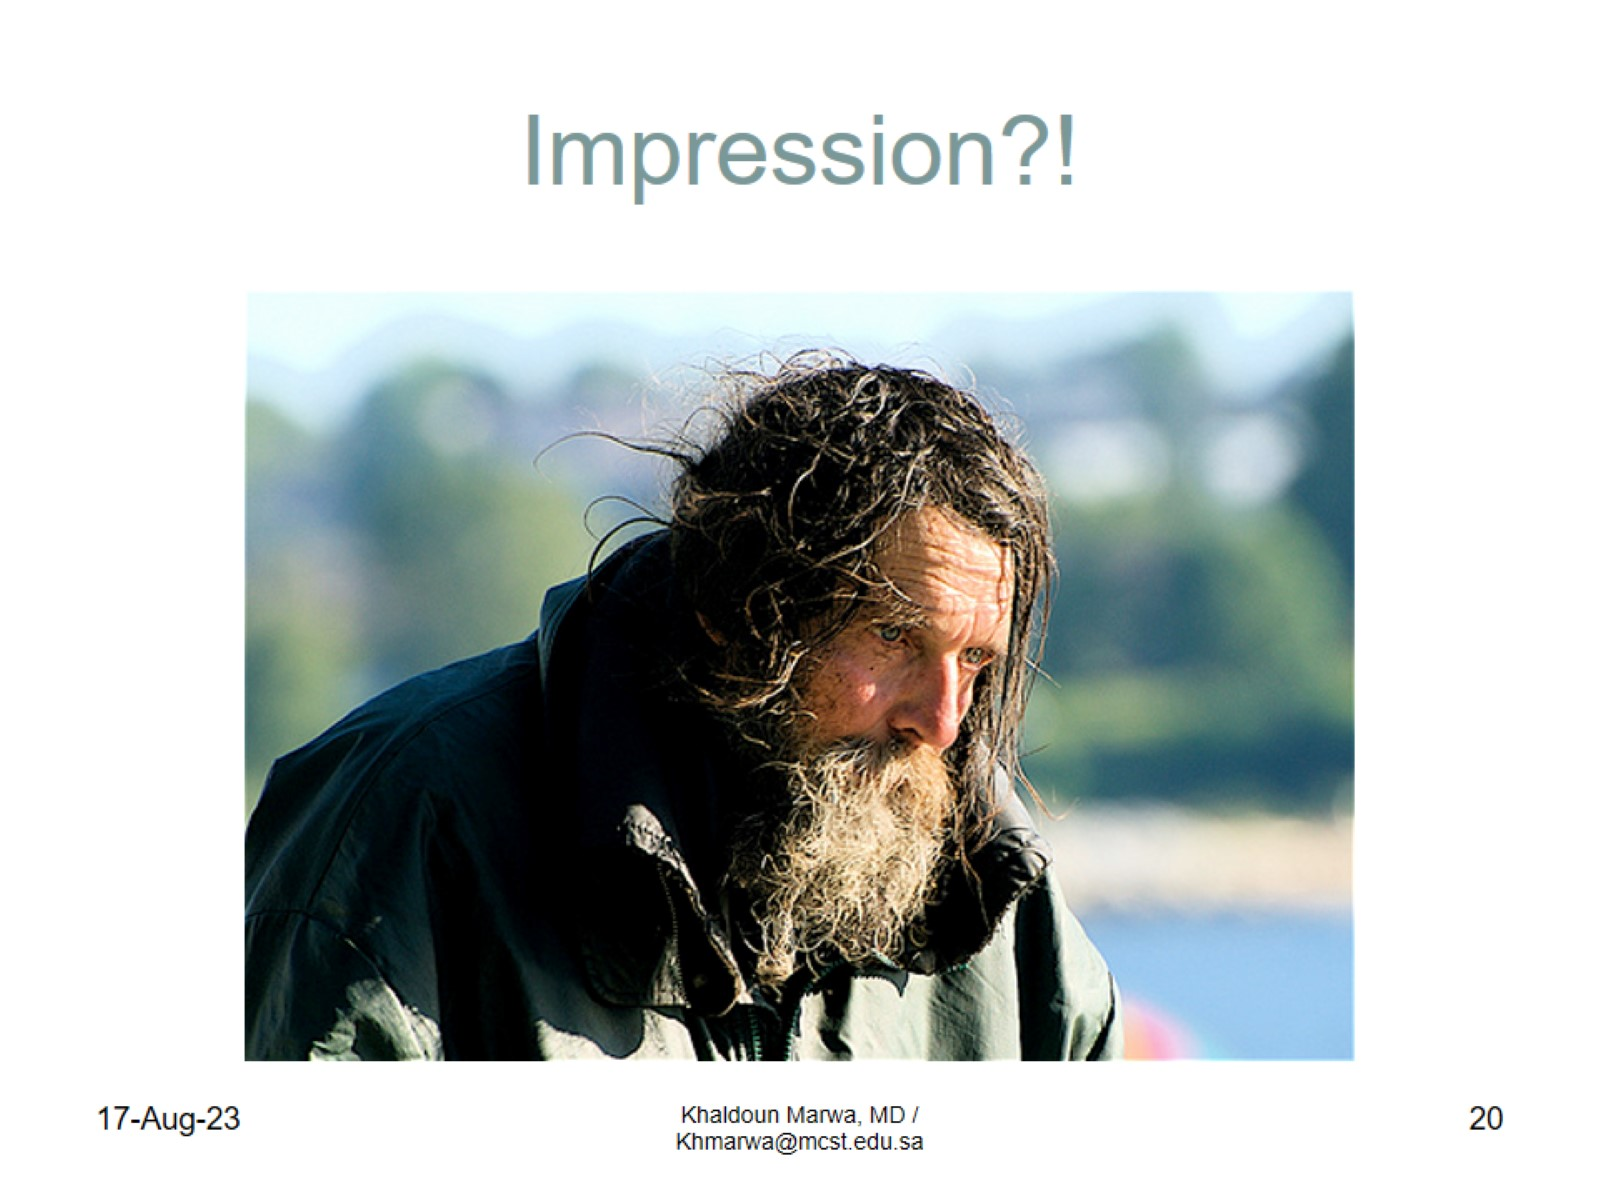 Impression?!
17-Aug-23
Khaldoun Marwa, MD /
Khmarwa@mcst.edu.sa
20